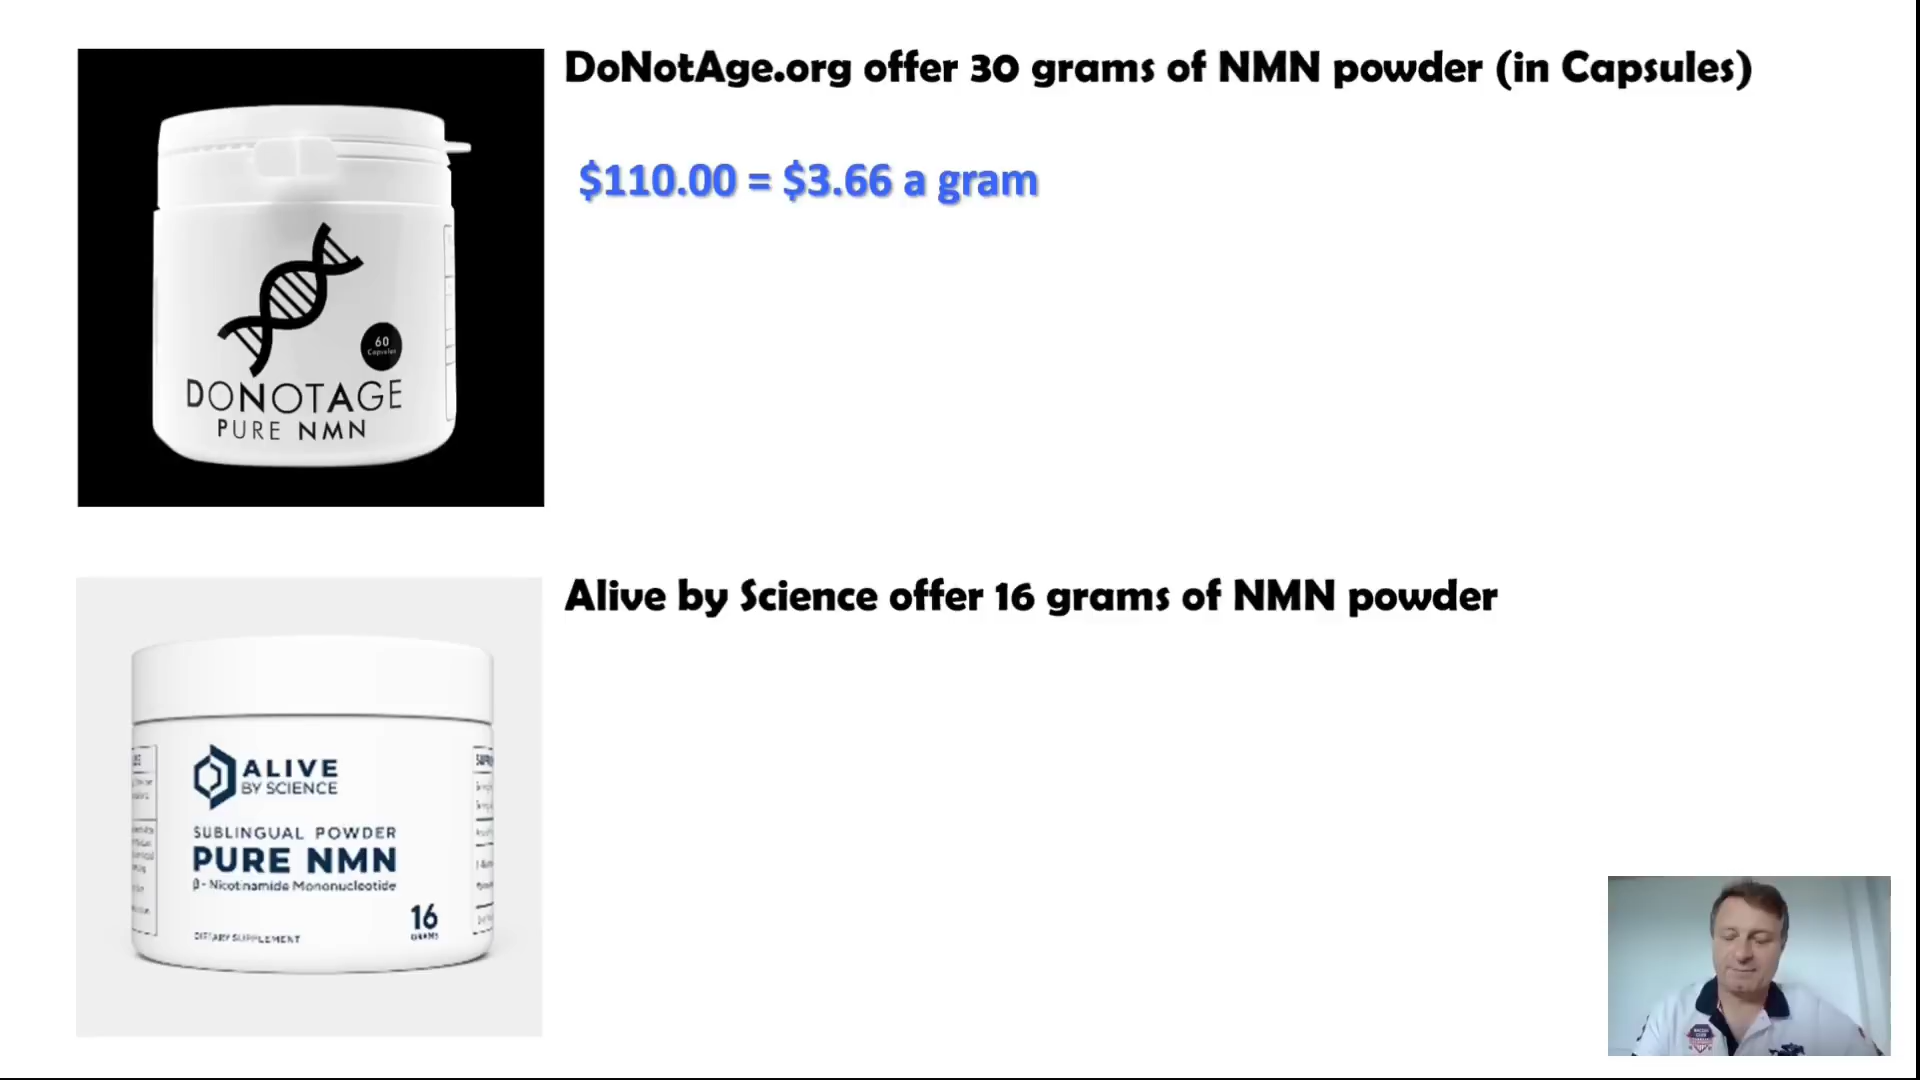 DoNotAge.org offer 30 grams of NMN powder (in Capsules)
$110.00 = $3.66 a gram
60
Capsules
DONOTAGE
PURE NMN
Alive by Science offer 16 grams of NMN powder
ALIVE
BY SCIENCE
SUBLINGUAL POWDER
PURE NMN
β - Nicotinamide Mononucleotide
16
GRAMS
DIETARY SUPPLEMENT